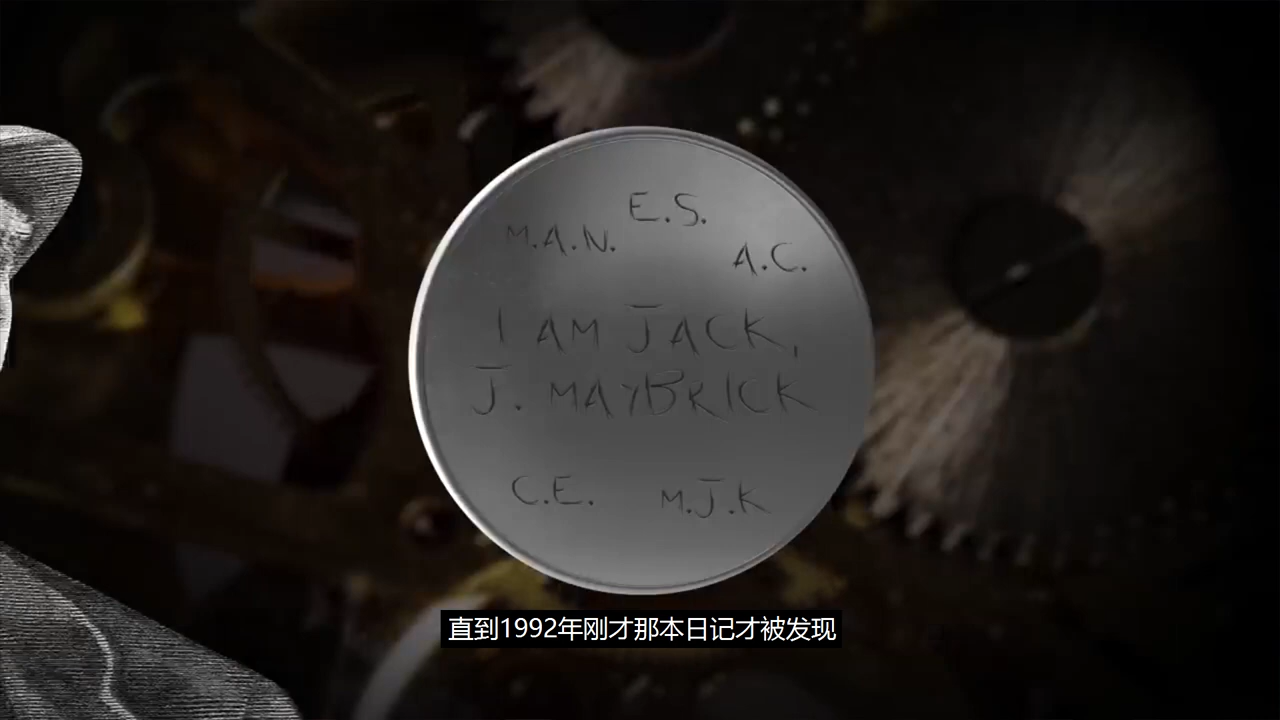 E.S.
M.A.N.
A.C.
I AM JACK,
J. MAYBRICK
C.E.
M.J.K
直到1992年刚才那本日记才被发现